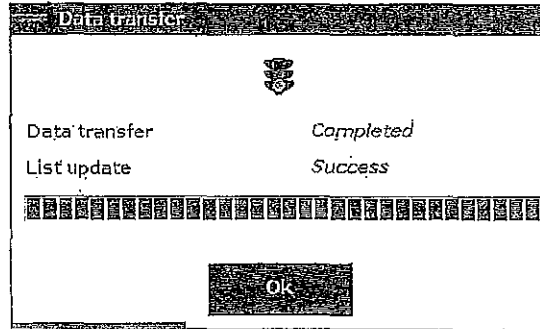 Data transfer
Data transfer Completed
List update Success
Ok